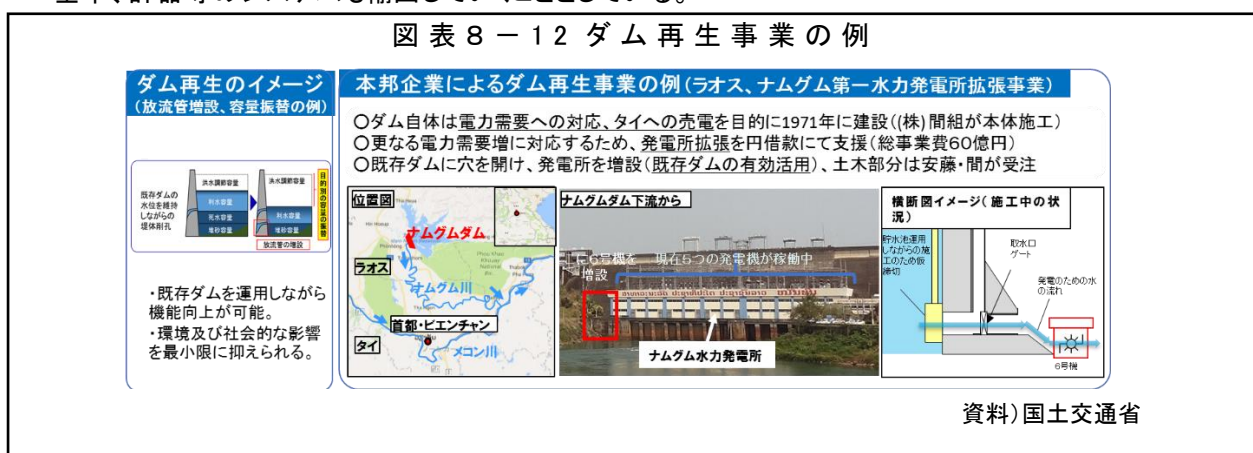 図表８－１２ ダム再生事業の例
ダム再生のイメージ
(放流管増設、容量振替の例)
洪水調節容量
利水容量
死水容量
堆砂容量
洪水調節容量
利水容量
堆砂容量
目的別の容量の振替
既存ダムの
水位を維持
しながらの
堤体削孔
放流管の増設
・既存ダムを運用しながら
機能向上が可能。
・環境及び社会的な影響
を最小限に抑えられる。
本邦企業によるダム再生事業の例(ラオス、ナムグム第一水力発電所拡張事業)
○ダム自体は電力需要への対応、タイへの売電を目的に1971年に建設((株)間組が本体施工)
○更なる電力需要増に対応するため、発電所拡張を円借款にて支援(総事業費60億円)
○既存ダムに穴を開け、発電所を増設(既存ダムの有効活用)、土木部分は安藤・間が受注
位置図
ナムグムダム
ラオス
ナムグム川
首都・ビエンチャン
タイ
メコン川
ナムグムダム下流から
に6号機を
増設
現在5つの発電機が稼働中
ナムグム水力発電所
横断図イメージ(施工中の状
況)
貯水池運用
しながらの施
工のため仮
締切
取水口
ゲート
発電のための水
の流れ
6号機
資料)国土交通省